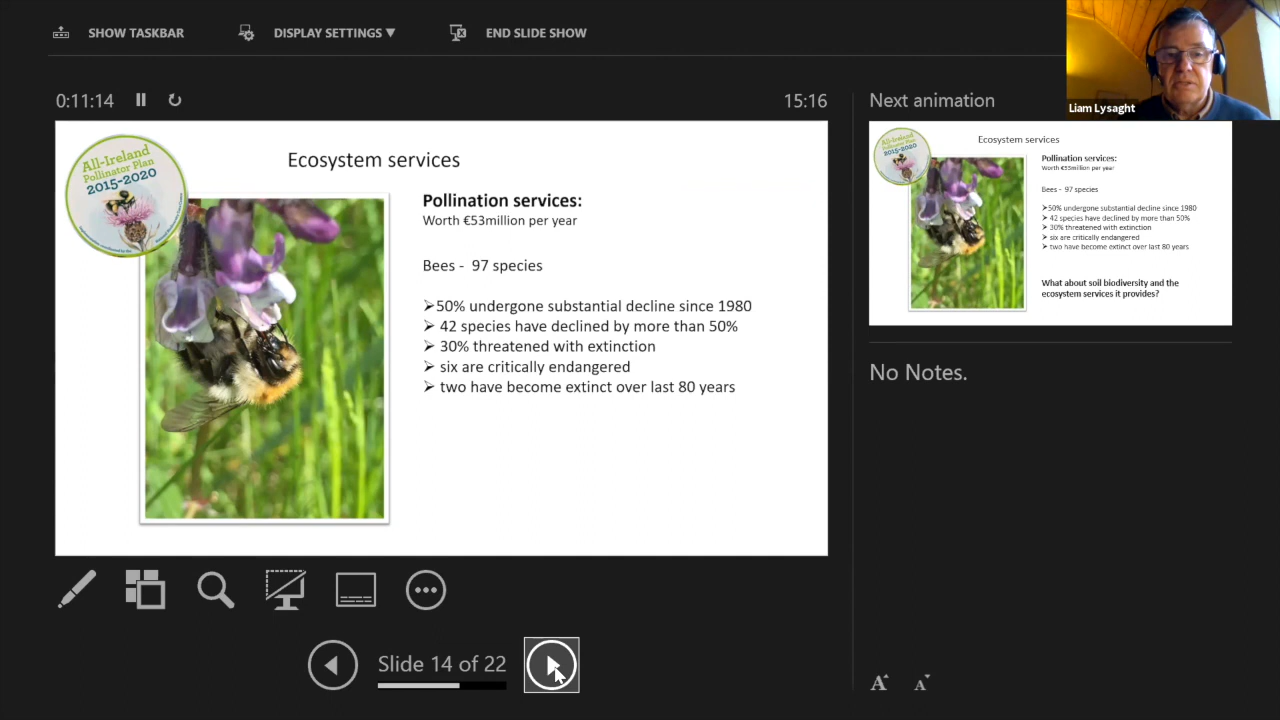 SHOW TASKBAR
DISPLAY SETTINGS ▼
END SLIDE SHOW
Liam Lysaght
0:11:14
15:16
All-Ireland
Pollinator Plan
2015-2020
Ecosystem services
Pollination services:
Worth €53million per year
Bees - 97 species
➢50% undergone substantial decline since 1980
➢ 42 species have declined by more than 50%
➢ 30% threatened with extinction
➢ six are critically endangered
➢ two have become extinct over last 80 years
Slide 14 of 22
Next animation
All-Ireland
Pollinator Plan
2015-2020
Ecosystem services
Pollination services:
Worth €53million per year
Bees - 97 species
➢50% undergone substantial decline since 1980
➢ 42 species have declined by more than 50%
➢ 30% threatened with extinction
➢ six are critically endangered
➢ two have become extinct over last 80 years
What about soil biodiversity and the
ecosystem services it provides?
No Notes.
A A